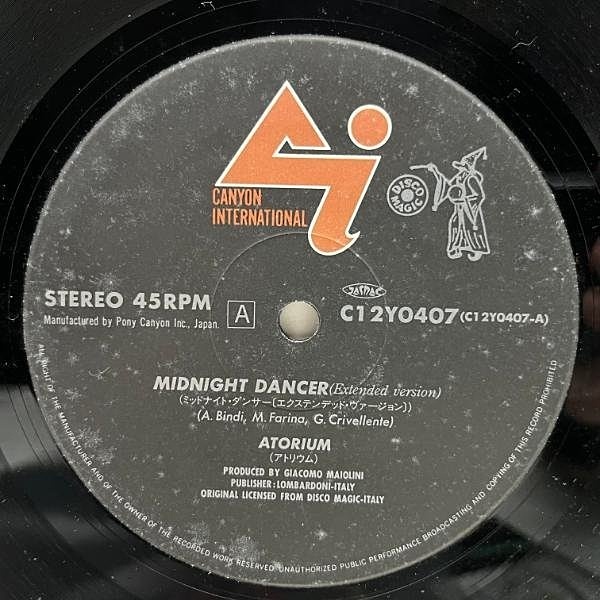 CANYON
INTERNATIONAL
DISCO
MAGIC
JASRAC
STEREO 45RPM
Manufactured by Pony Canyon Inc., Japan.
A
C12Y0407(C12Y0407-A)
MIDNIGHT DANCER(Extended version)
(ミッドナイト・ダンサー〔エクステンデッド・ヴァージョン〕)
(A. Bindi, M. Farina, G. Crivellente)
ATORIUM
(アトリウム)
PRODUCED BY GIACOMO MAIOLINI
PUBLISHER:LOMBARDONI-ITALY
ORIGINAL LICENSED FROM DISCO MAGIC-ITALY
ALL RIGHTS OF THE MANUFACTURER AND OF THE OWNER OF THE RECORDED WORK RESERVED. UNAUTHORIZED PUBLIC PERFORMANCE BROADCASTING AND COPYING OF THIS RECORD PROHIBITED